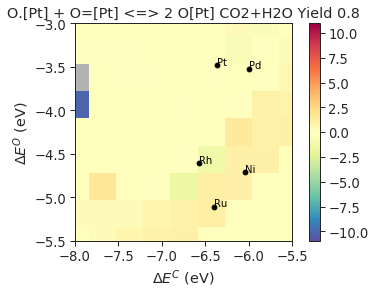 O.[Pt] + O=[Pt] <=> 2 O[Pt] CO2+H2O Yield 0.8
−3.0
−3.5
−4.0
−4.5
−5.0
−5.5
ΔE^O (eV)
Pt
Pd
Rh
Ni
Ru
−8.0 −7.5 −7.0 −6.5 −6.0 −5.5
ΔE^C (eV)
10.0
7.5
5.0
2.5
0.0
−2.5
−5.0
−7.5
−10.0